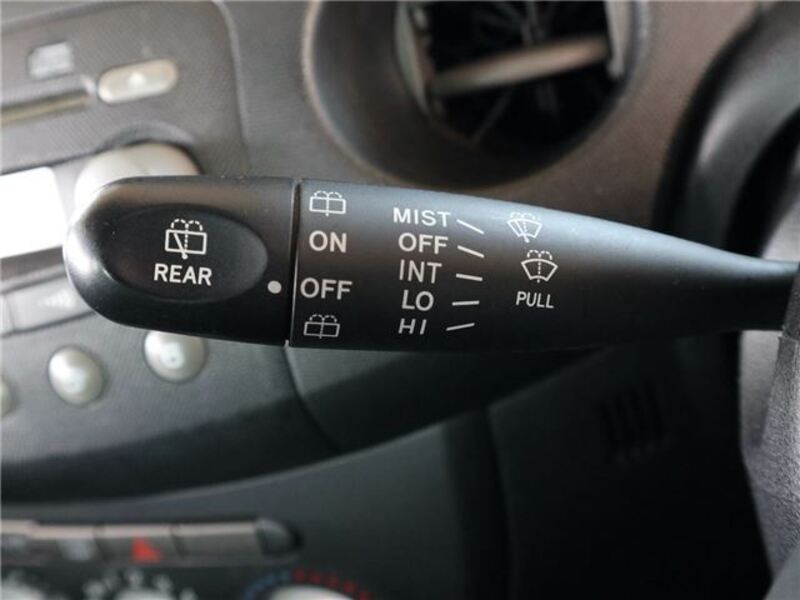 REAR
ON
OFF
MIST
OFF
INT
LO
HI
PULL